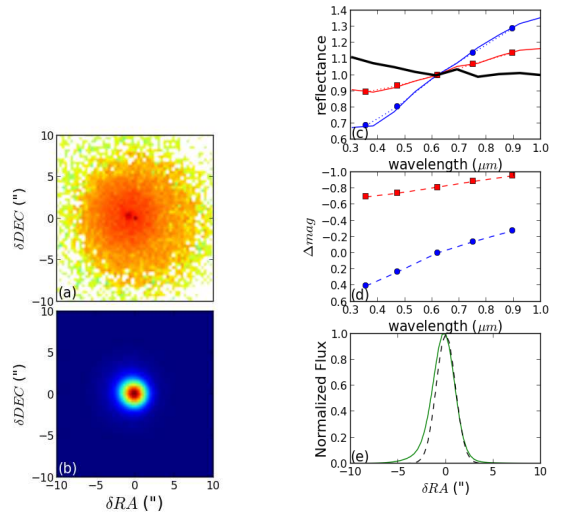 10
5
0
−5
−10
δDEC (")
(a)
10
5
0
−5
−10
δDEC (")
(b)
−10 −5 0 5 10
δRA (")
1.4
1.3
1.2
1.1
1.0
0.9
0.8
0.7
0.6
reflectance
(c)
0.3 0.4 0.5 0.6 0.7 0.8 0.9 1.0
wavelength (μm)
−1.0
−0.8
−0.6
−0.4
−0.2
0.0
0.2
0.4
0.6
Δmag
(d)
0.3 0.4 0.5 0.6 0.7 0.8 0.9 1.0
wavelength (μm)
1.0
0.8
0.6
0.4
0.2
0.0
Normalized Flux
(e)
−10 −5 0 5 10
δRA (")